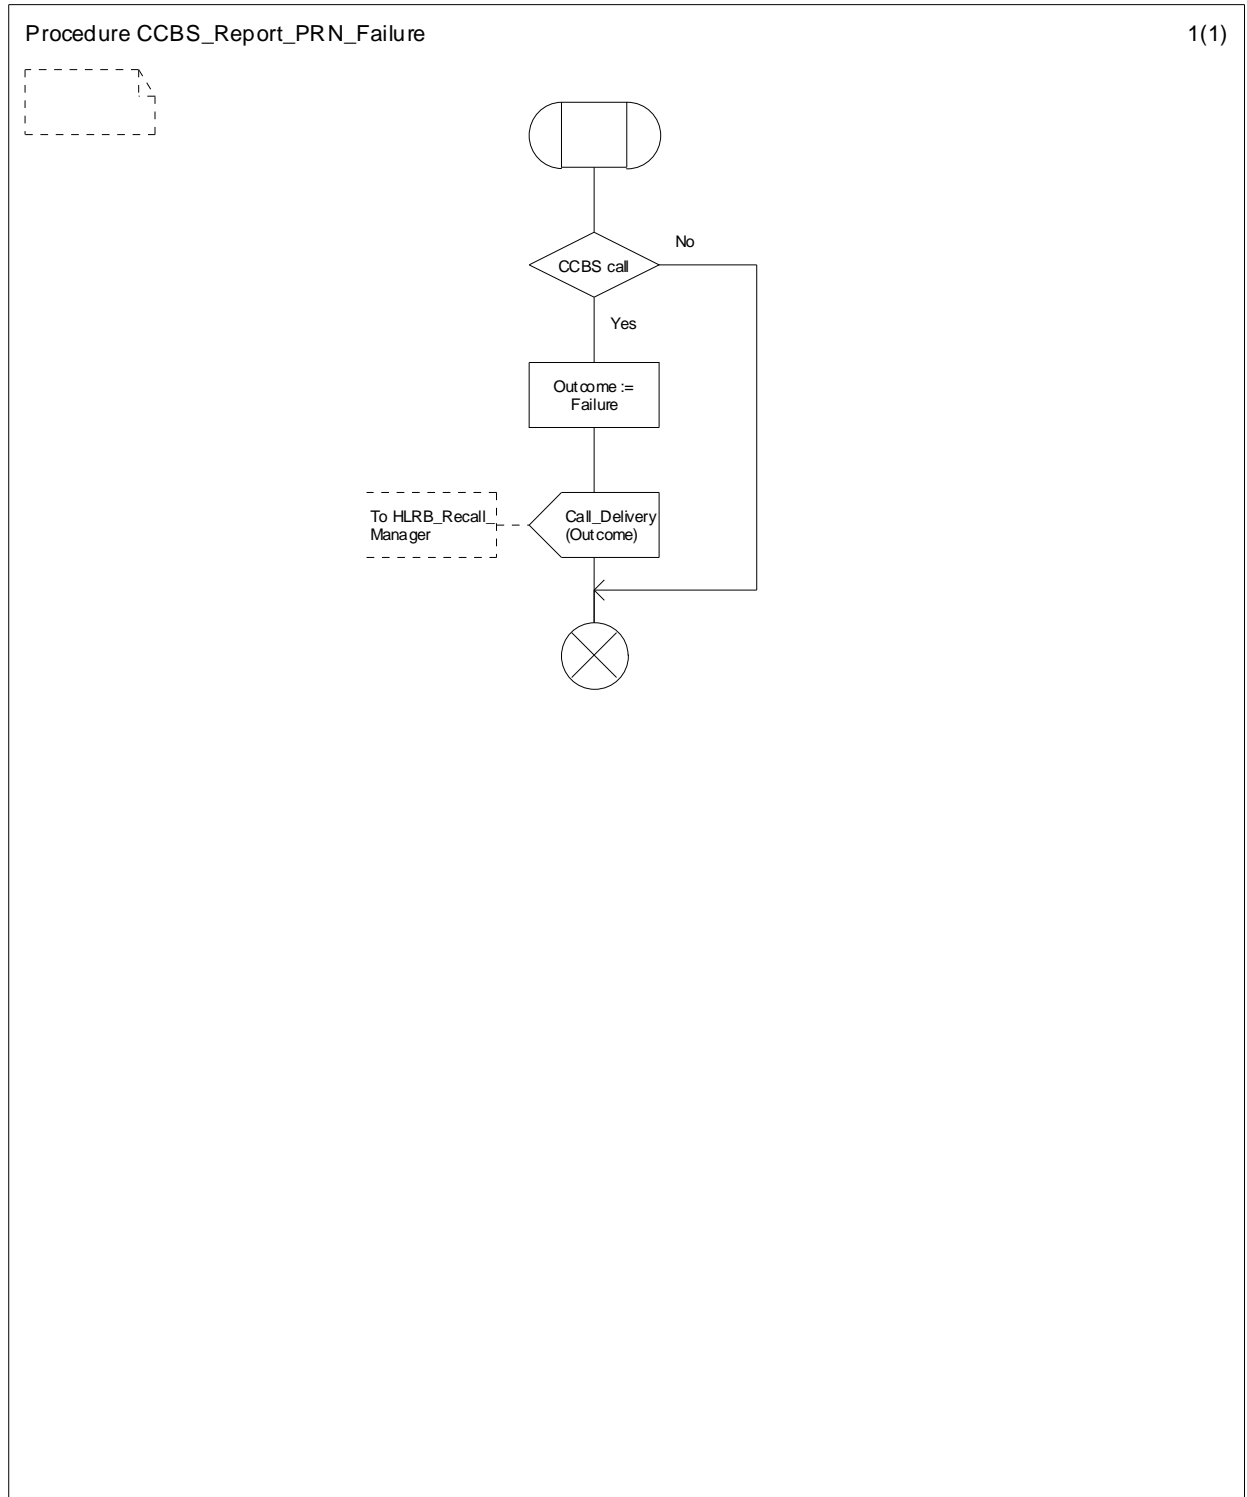 Procedure CCBS_Report_PRN_Failure
1(1)
No
CCBS call
Yes
Outcome :=
Failure
To HLRB_Recall_
Manager
Call_Delivery
(Outcome)